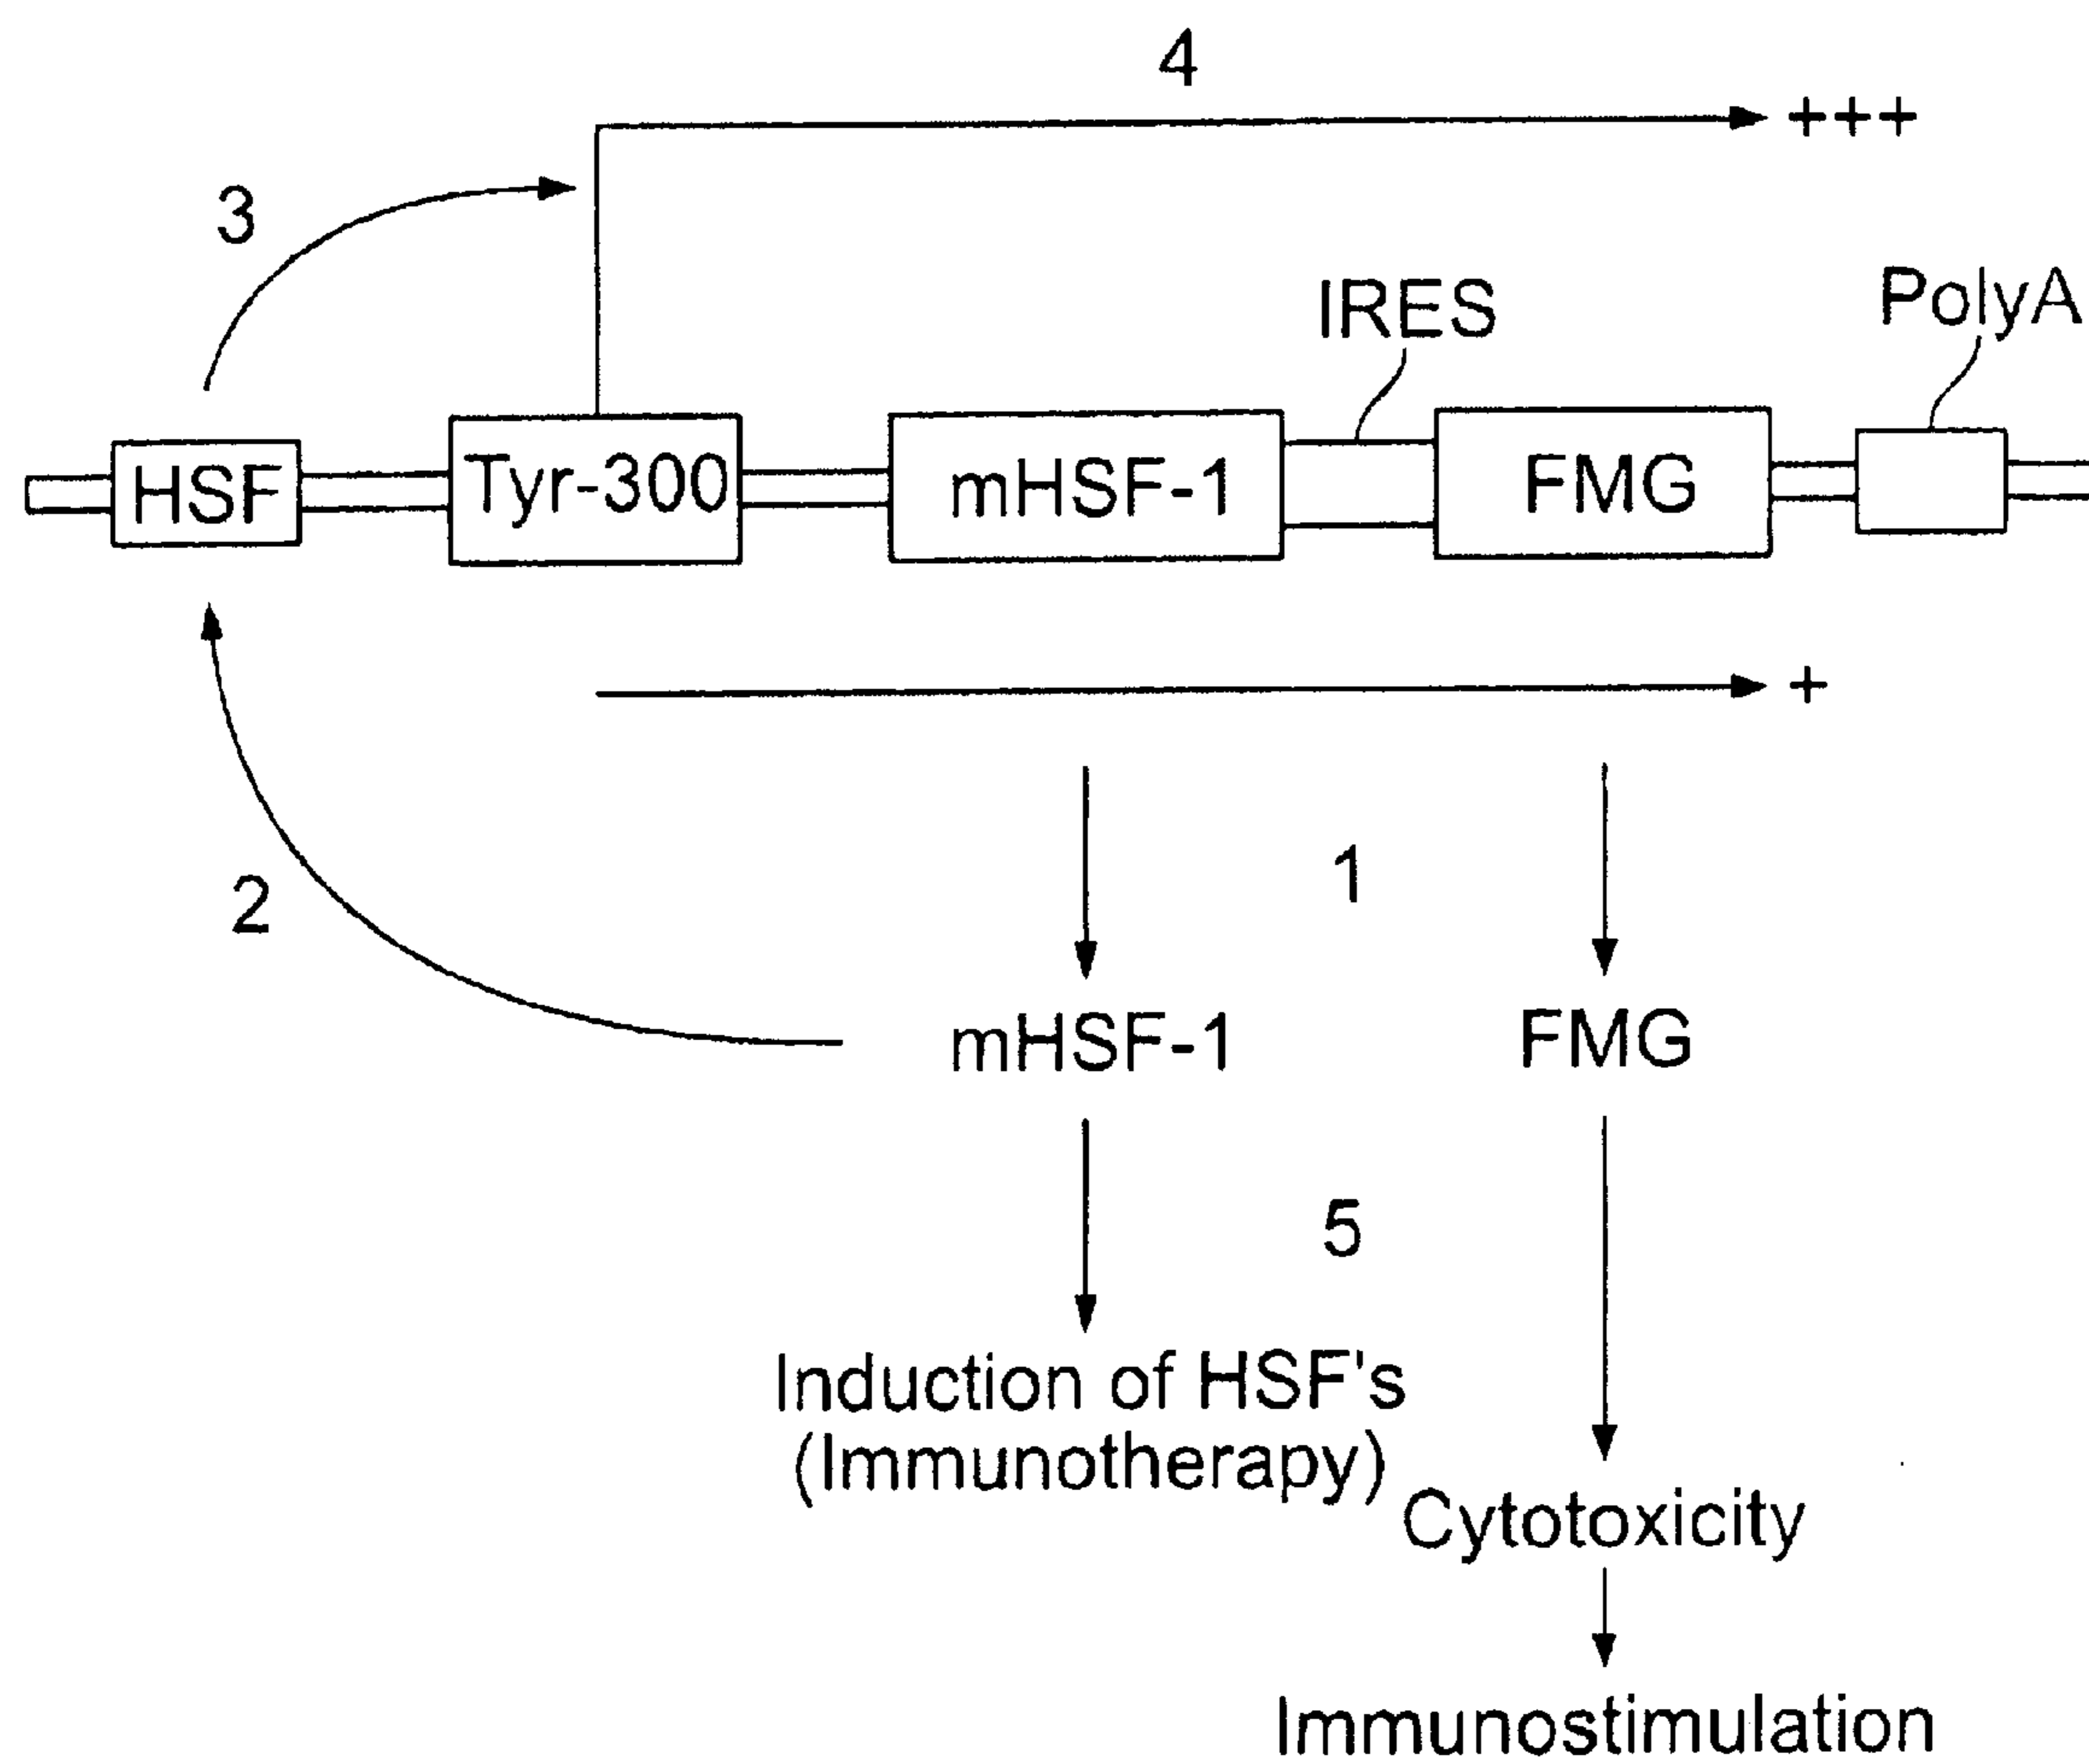 4
+++
3
IRES
PolyA
HSF
Tyr-300
mHSF-1
FMG
+
1
2
mHSF-1
FMG
5
Induction of HSF's
(Immunotherapy)
Cytotoxicity
Immunostimulation